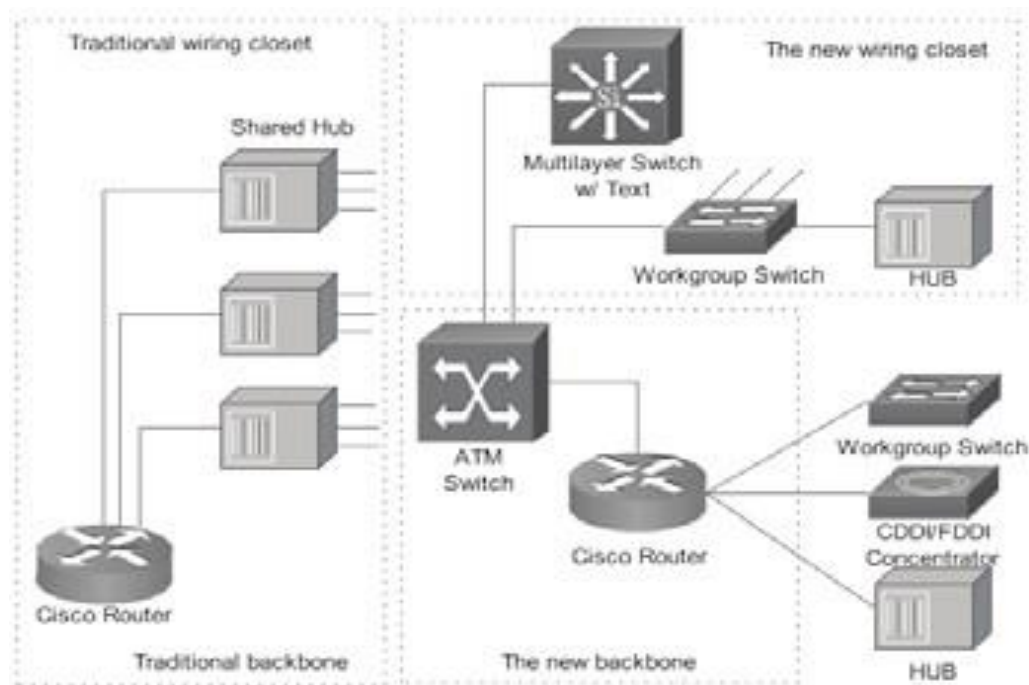 Traditional wiring closet
Shared Hub
Cisco Router
Traditional backbone
The new wiring closet
Si
Multilayer Switch
w/ Text
Workgroup Switch
HUB
ATM
Switch
Cisco Router
The new backbone
Workgroup Switch
CDDI/FDDI
Concentrator
HUB